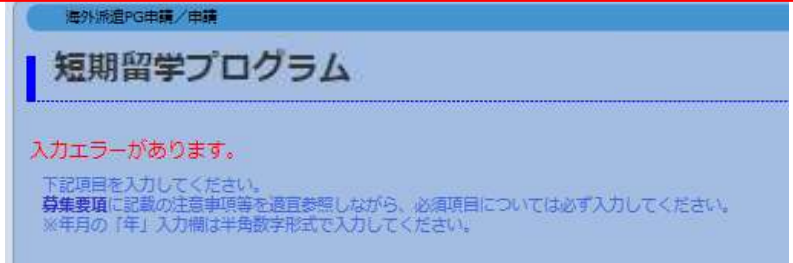 海外派遣PG申請／申請
短期留学プログラム
入力エラーがあります。
下記項目を入力してください。
募集要項に記載の注意事項等を適宜参照しながら、必須項目については必ず入力してください。
※年月の「年」入力欄は半角数字形式で入力してください。